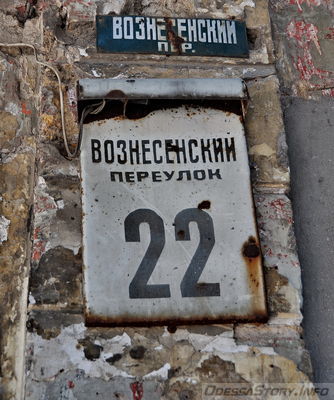 ВОЗНЕСЕНСКИЙ
ПЕР.
ВОЗНЕСЕНСКИЙ
ПЕРЕУЛОК
22
OdessaStory.Info